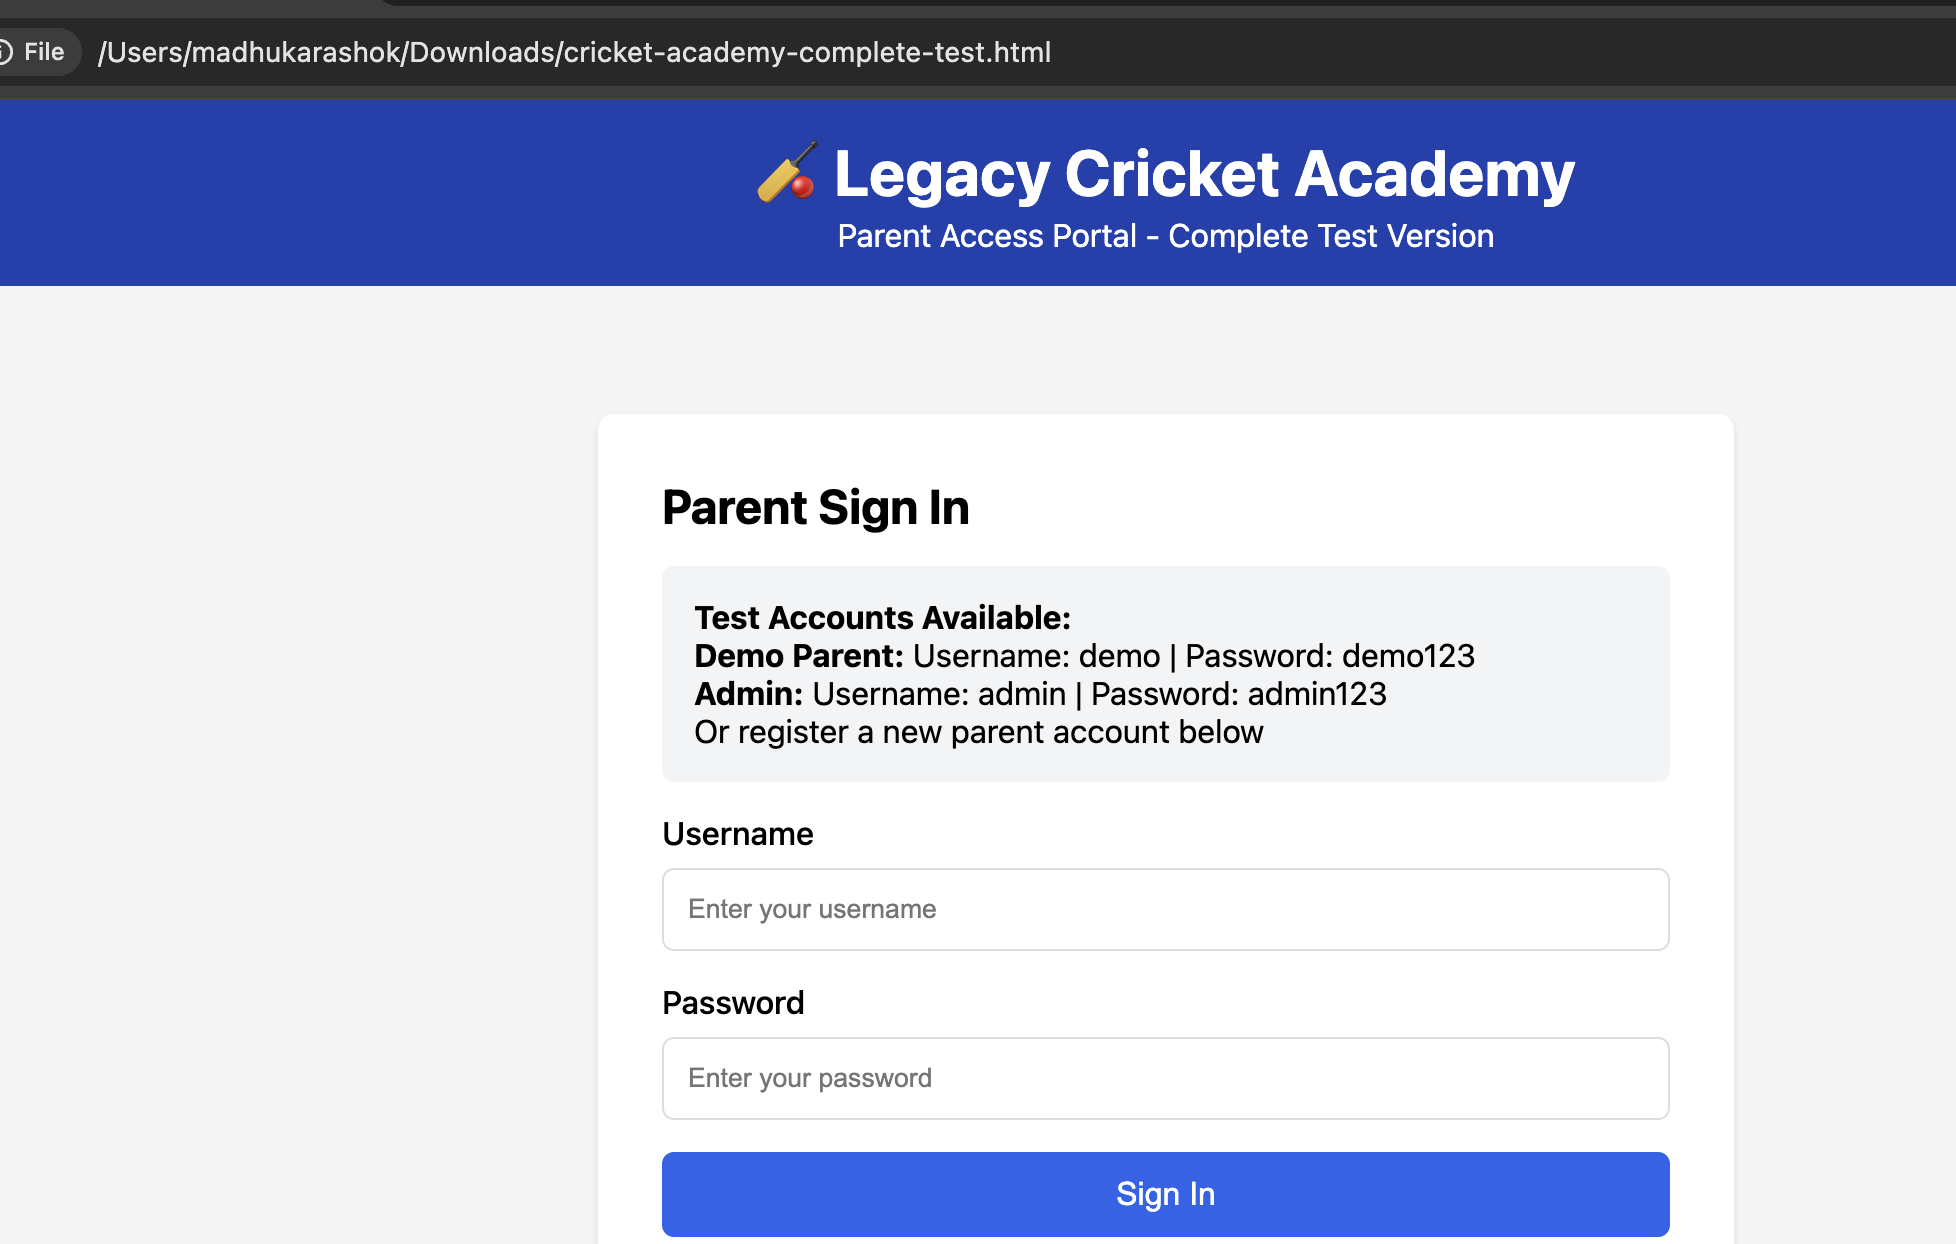 File /Users/madhukarashok/Downloads/cricket-academy-complete-test.html
Legacy Cricket Academy
Parent Access Portal - Complete Test Version
Parent Sign In
Test Accounts Available:
Demo Parent: Username: demo | Password: demo123
Admin: Username: admin | Password: admin123
Or register a new parent account below
Username
Enter your username
Password
Enter your password
Sign In